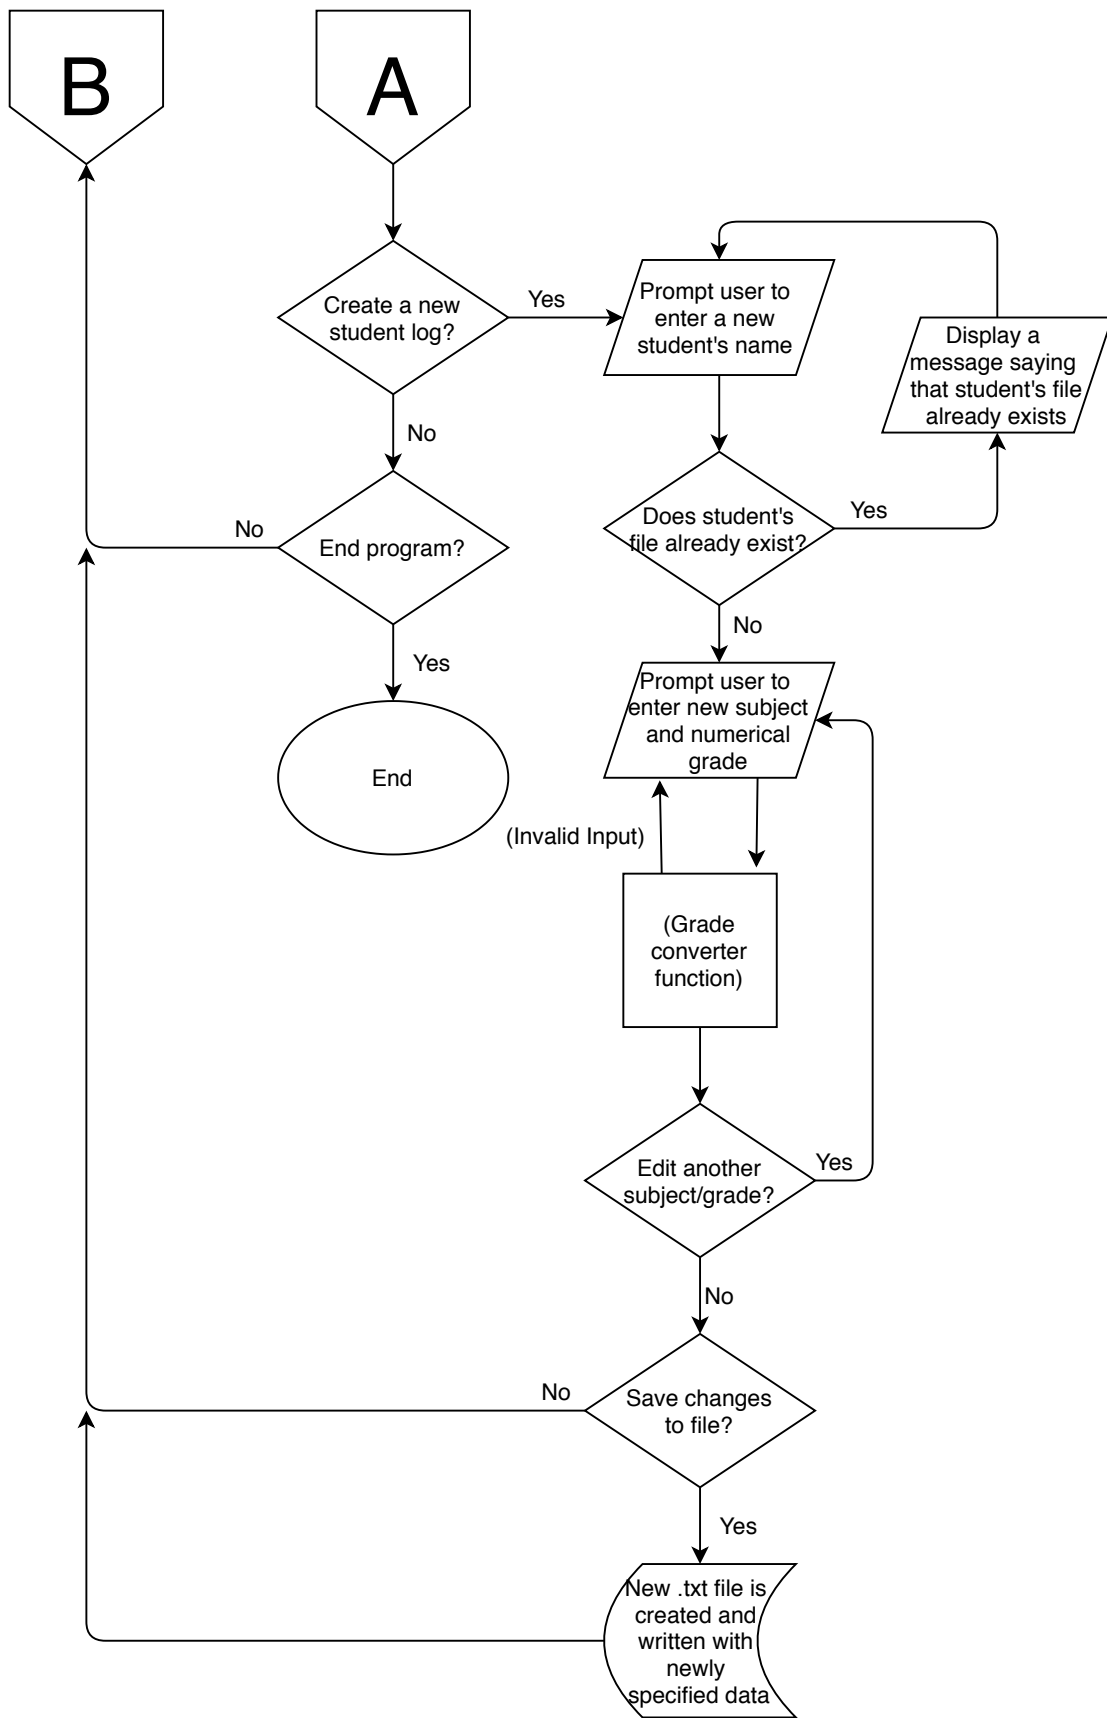 B
A
Create a new
student log?
Yes
Prompt user to
enter a new
student's name
Display a
message saying
that student's file
already exists
No
Does student's
file already exist?
Yes
No
End program?
No
Yes
Prompt user to
enter new subject
and numerical
grade
End
(Invalid Input)
(Grade
converter
function)
Edit another
subject/grade?
Yes
No
Save changes
to file?
No
Yes
New .txt file is
created and
written with
newly
specified data